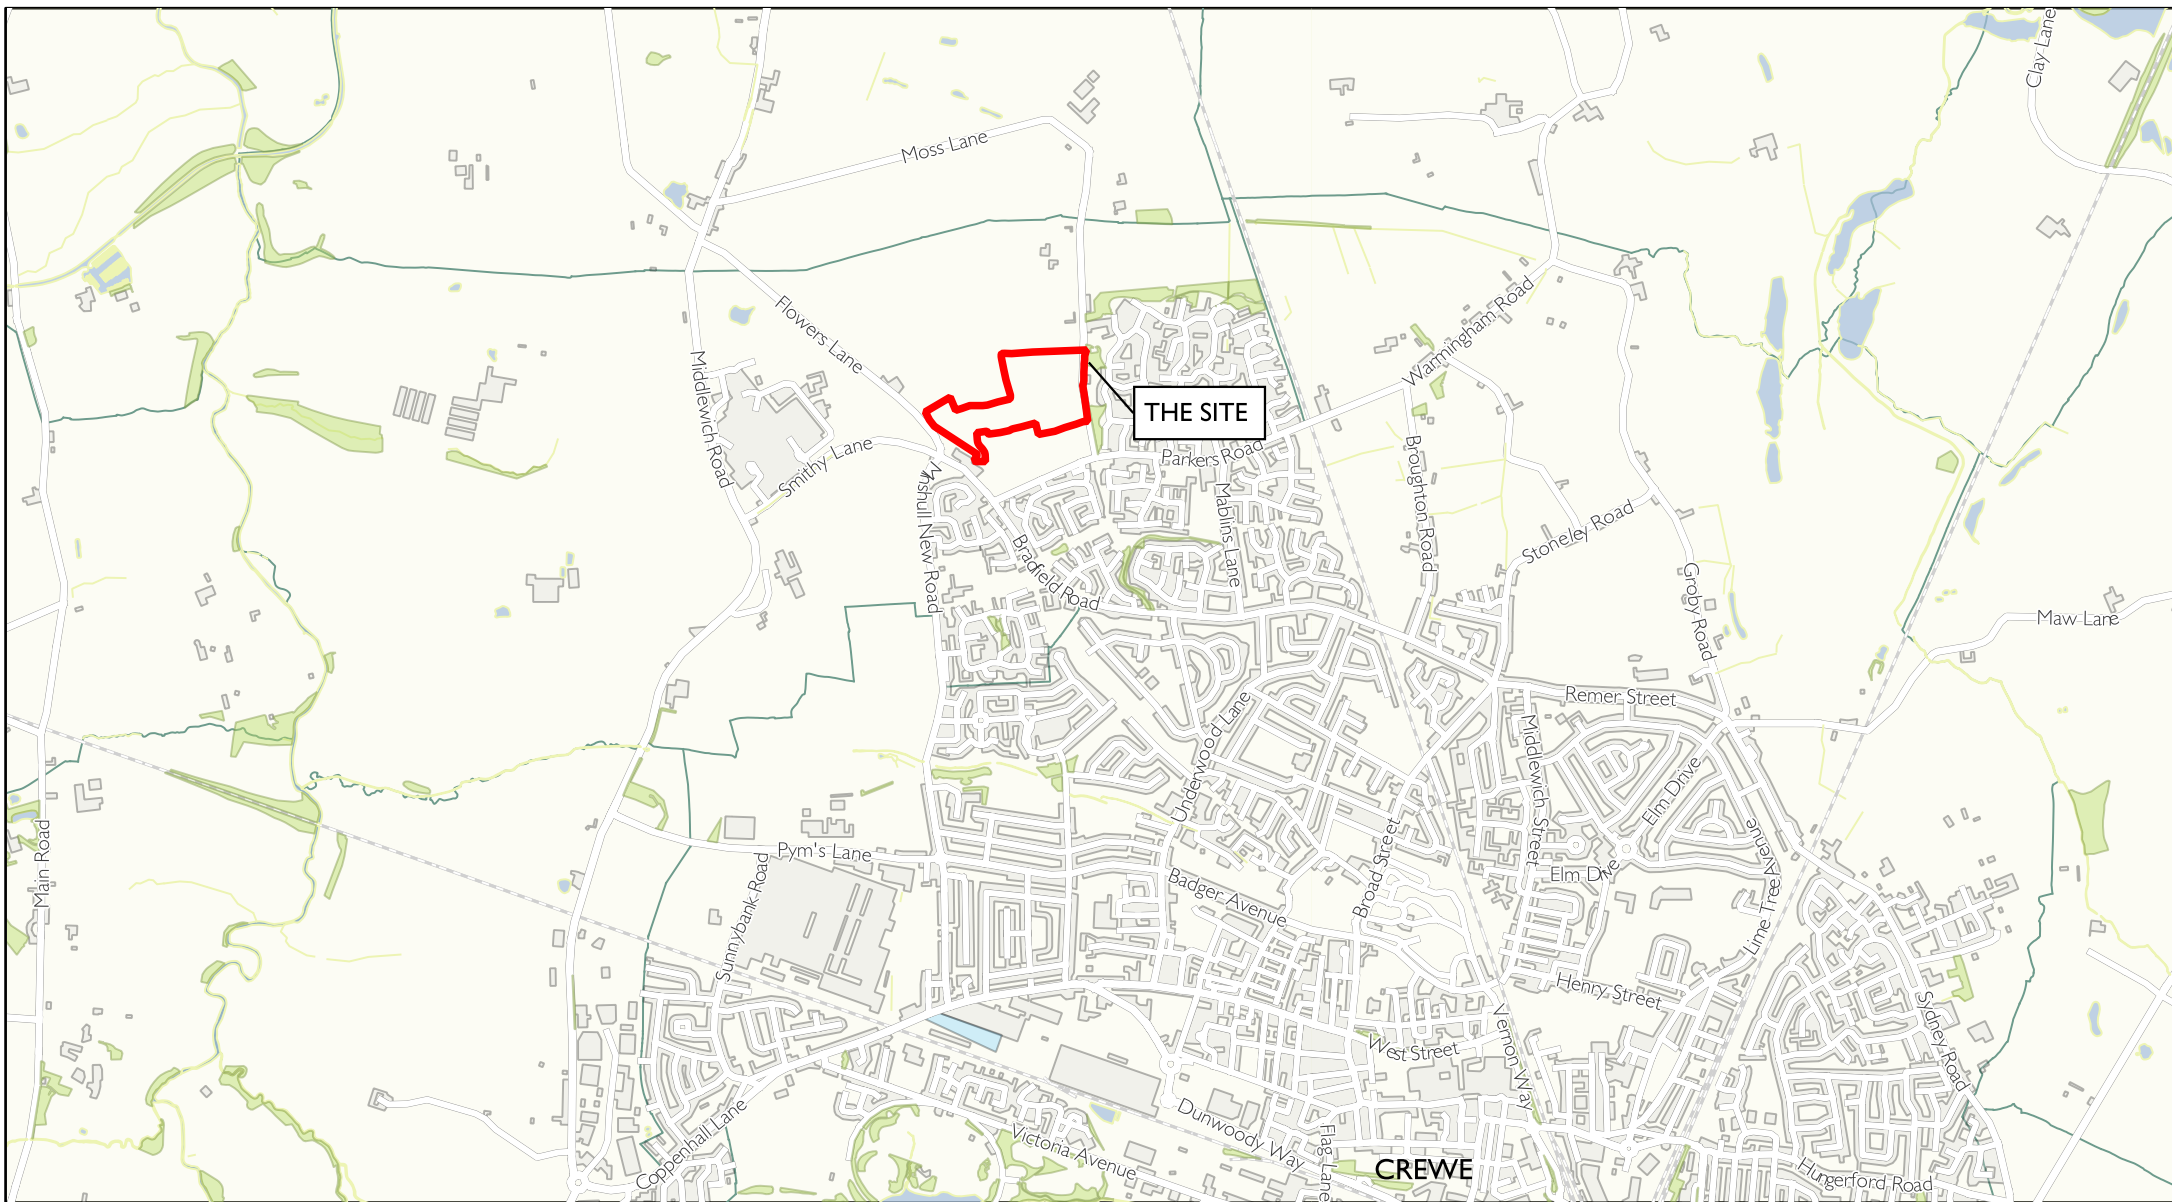 Clay Lane
Moss Lane
Flowers Lane
Warmingham Road
Middlewich Road
THE SITE
Smithy Lane
Parkers Road
Minshull New Road
Mablins Lane
Broughton Road
Stoneley Road
Bradfield Road
Groby Road
Maw Lane
Remer Street
Underwood Lane
Middlewich Street
Elm Drive
Main Road
Pym's Lane
Broad Street
Elm Drive
Lime Tree Avenue
Badger Avenue
Sunnybank Road
Henry Street
Vernon Way
West Street
Sydney Road
Coppenhall Lane
Victoria Avenue
Dunwoody Way
Flag Lane
CREWE
Hungerford Road